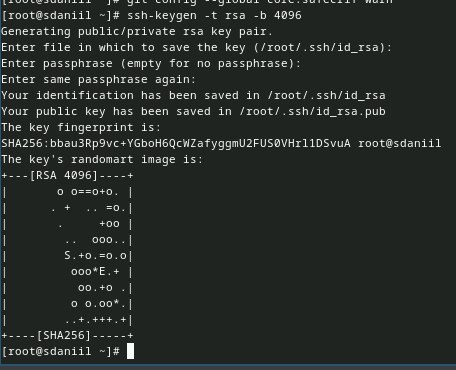 [root@sdaniil ~]# git config --global core.safecrlf warn
[root@sdaniil ~]# ssh-keygen -t rsa -b 4096
Generating public/private rsa key pair.
Enter file in which to save the key (/root/.ssh/id_rsa):
Enter passphrase (empty for no passphrase):
Enter same passphrase again:
Your identification has been saved in /root/.ssh/id_rsa
Your public key has been saved in /root/.ssh/id_rsa.pub
The key fingerprint is:
SHA256:bbau3Rp9vc+YGboH6QcWZafyggmU2FUS0VHrl1DSvuA root@sdaniil
The key's randomart image is:
+---[RSA 4096]----+
|       o o==o+o. |
|      . +  .. =o.|
|       .     +oo |
|        ..  ooo..|
|        S.+o.=o.o|
|         ooo*E.+ |
|          oo.+o .|
|         o o.oo*.|
|        ..+.+++.+|
+----[SHA256]-----+
[root@sdaniil ~]#